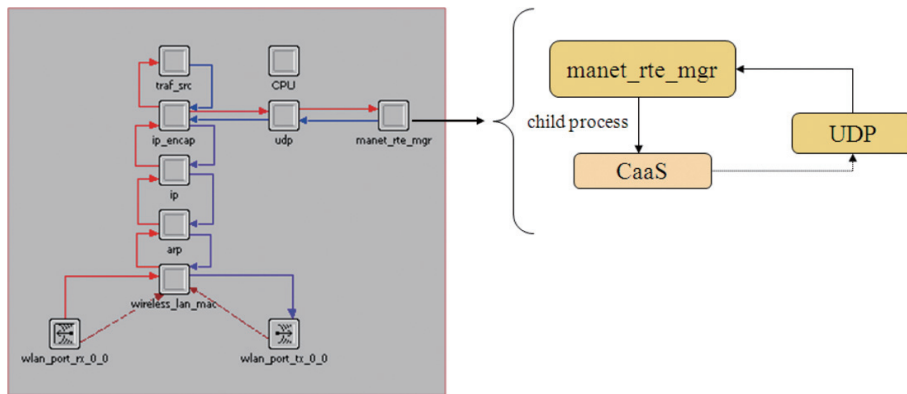 traf_src
CPU
ip_encap
udp
manet_rte_mgr
ip
arp
wireless_lan_mac
wlan_port_rx_0_0
wlan_port_tx_0_0
manet_rte_mgr
child process
UDP
CaaS